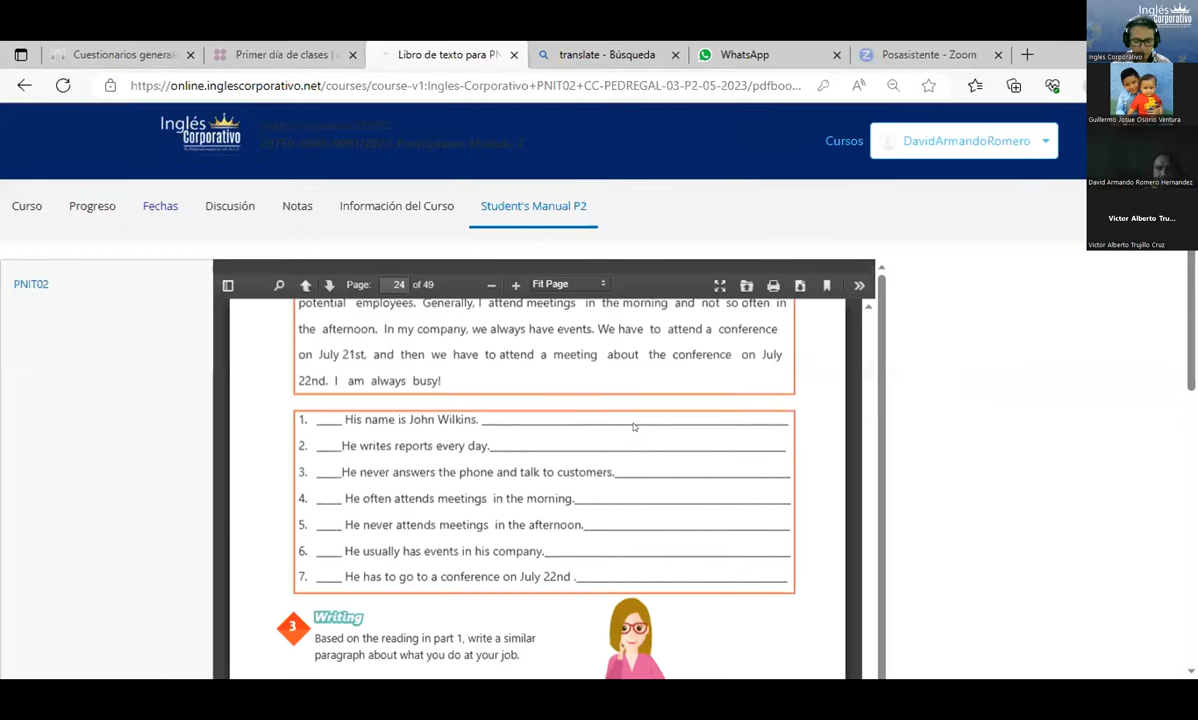 Cuestionarios general
Primer día de clases |
Libro de texto para PN
translate - Búsqueda
WhatsApp
Posasistente - Zoom
https://online.inglescorporativo.net/courses/course-v1:Ingles-Corporativo+PNIT02+CC-PEDREGAL-03-P2-05-2023/pdfboo...
Inglés
Corporativo
Cursos
DavidArmandoRomero
Curso
Progreso
Fechas
Discusión
Notas
Información del Curso
Student's Manual P2
PNIT02
Page: 24 of 49
Fit Page
potential employees. Generally, I attend meetings in the morning and not so often in
the afternoon. In my company, we always have events. We have to attend a conference
on July 21st, and then we have to attend a meeting about the conference on July
22nd. I am always busy!
1. ____ His name is John Wilkins. ____
2. ____He writes reports every day.____
3. ____He never answers the phone and talk to customers.____
4. ____ He often attends meetings in the morning.____
5. ____ He never attends meetings in the afternoon.____
6. ____ He usually has events in his company.____
7. ____ He has to go to a conference on July 22nd .____
3 Writing
Based on the reading in part 1, write a similar
paragraph about what you do at your job.
Inglés
Corporativo
Ingles Corporativo
Guillermo Josue Osorio Ventura
David Armando Romero Hernandez
Victor Alberto Tru...
Victor Alberto Trujillo Cruz